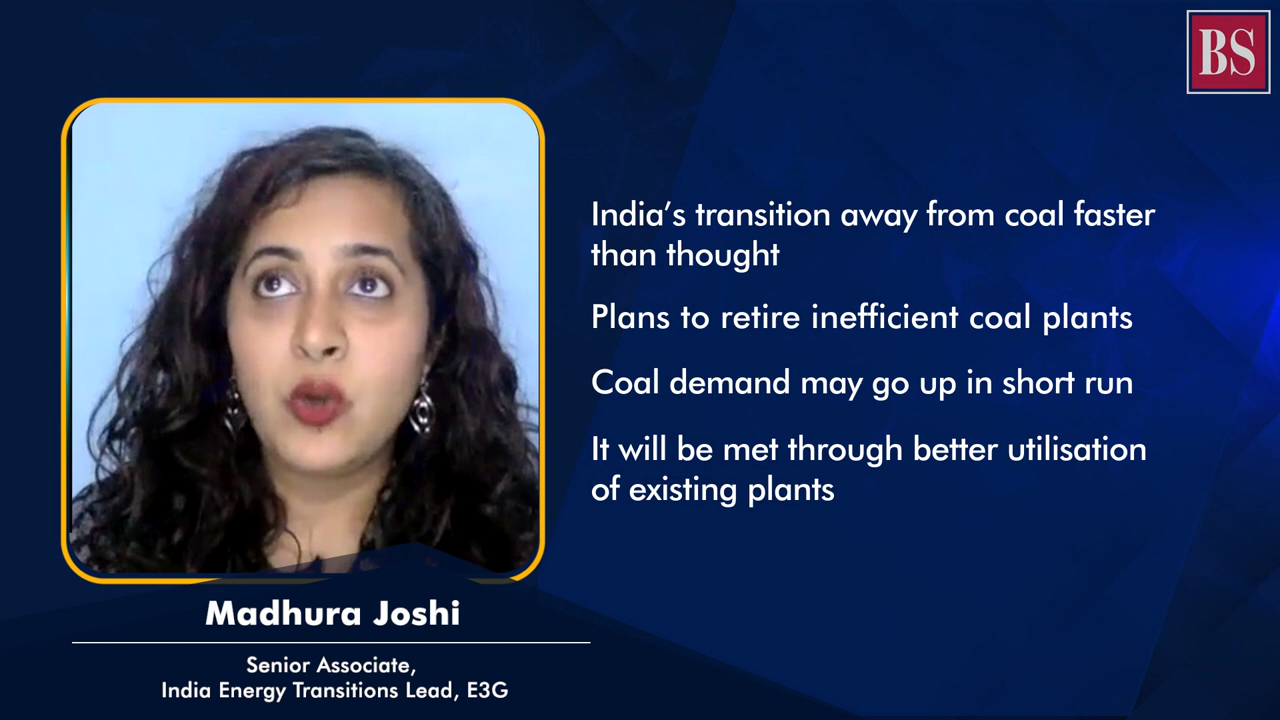 BS
India's transition away from coal faster
than thought
Plans to retire inefficient coal plants
Coal demand may go up in short run
It will be met through better utilisation
of existing plants
Madhura Joshi
Senior Associate,
India Energy Transitions Lead, E3G